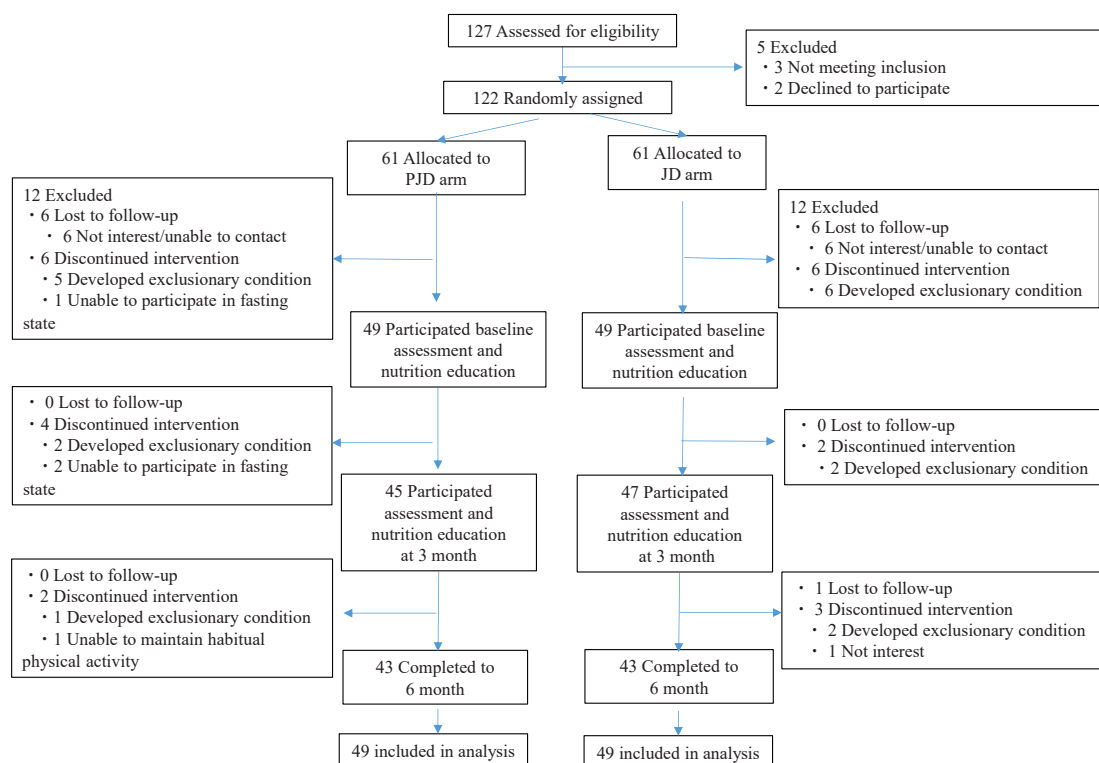 127 Assessed for eligibility
5 Excluded
・3 Not meeting inclusion
・2 Declined to participate
122 Randomly assigned
61 Allocated to
PJD arm
61 Allocated to
JD arm
12 Excluded
・6 Lost to follow-up
・6 Not interest/unable to contact
・6 Discontinued intervention
・5 Developed exclusionary condition
・1 Unable to participate in fasting
state
12 Excluded
・6 Lost to follow-up
・6 Not interest/unable to contact
・6 Discontinued intervention
・6 Developed exclusionary condition
49 Participated baseline
assessment and
nutrition education
49 Participated baseline
assessment and
nutrition education
・0 Lost to follow-up
・4 Discontinued intervention
・2 Developed exclusionary condition
・2 Unable to participate in fasting
state
・0 Lost to follow-up
・2 Discontinued intervention
・2 Developed exclusionary condition
45 Participated
assessment and
nutrition education
at 3 month
47 Participated
assessment and
nutrition education
at 3 month
・0 Lost to follow-up
・2 Discontinued intervention
・1 Developed exclusionary condition
・1 Unable to maintain habitual
physical activity
・1 Lost to follow-up
・3 Discontinued intervention
・2 Developed exclusionary condition
・1 Not interest
43 Completed to
6 month
43 Completed to
6 month
49 included in analysis
49 included in analysis